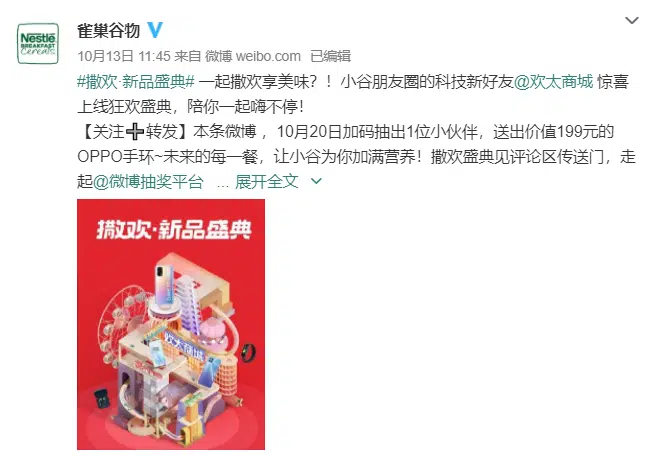 Nestlé
BREAKFAST
Cereals
雀巢谷物
10月13日 11:45 来自 微博 weibo.com 已编辑
#撒欢·新品盛典# 一起撒欢享美味？！小谷朋友圈的科技新好友@欢太商城 惊喜
上线狂欢盛典，陪你一起嗨不停！
【关注➕转发】本条微博 ，10月20日加码抽出1位小伙伴，送出价值199元的
OPPO手环~未来的每一餐，让小谷为你加满营养！撒欢盛典见评论区传送门，走
起@微博抽奖平台 ... 展开全文
撒欢·新品盛典
欢太商城